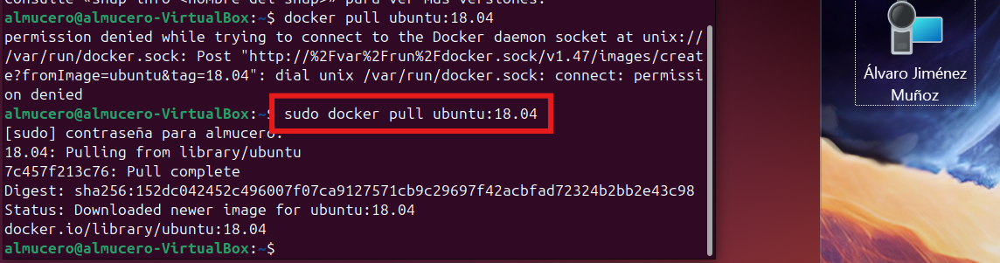 Consulte «snap info <nombre del snap>» para ver más versiones.
almucero@almucero-VirtualBox:~$ docker pull ubuntu:18.04
permission denied while trying to connect to the Docker daemon socket at unix://
/var/run/docker.sock: Post "http://%2Fvar%2Frun%2Fdocker.sock/v1.47/images/creat
e?fromImage=ubuntu&tag=18.04": dial unix /var/run/docker.sock: connect: permissi
on denied
almucero@almucero-VirtualBox:~$ sudo docker pull ubuntu:18.04
[sudo] contraseña para almucero:
18.04: Pulling from library/ubuntu
7c457f213c76: Pull complete
Digest: sha256:152dc042452c496007f07ca9127571cb9c29697f42acbfad72324b2bb2e43c98
Status: Downloaded newer image for ubuntu:18.04
docker.io/library/ubuntu:18.04
almucero@almucero-VirtualBox:~$
Álvaro Jiménez
Muñoz